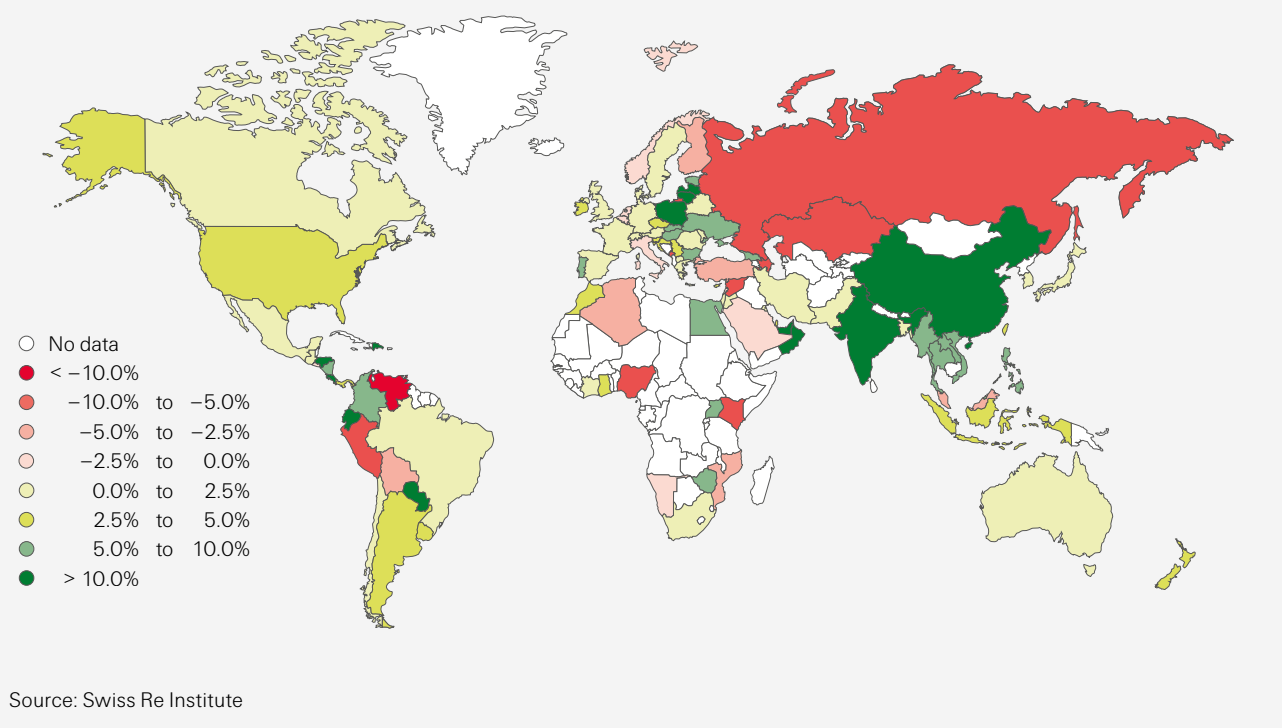 No data
< −10.0%
−10.0% to −5.0%
−5.0% to −2.5%
−2.5% to 0.0%
0.0% to 2.5%
2.5% to 5.0%
5.0% to 10.0%
> 10.0%
Source: Swiss Re Institute